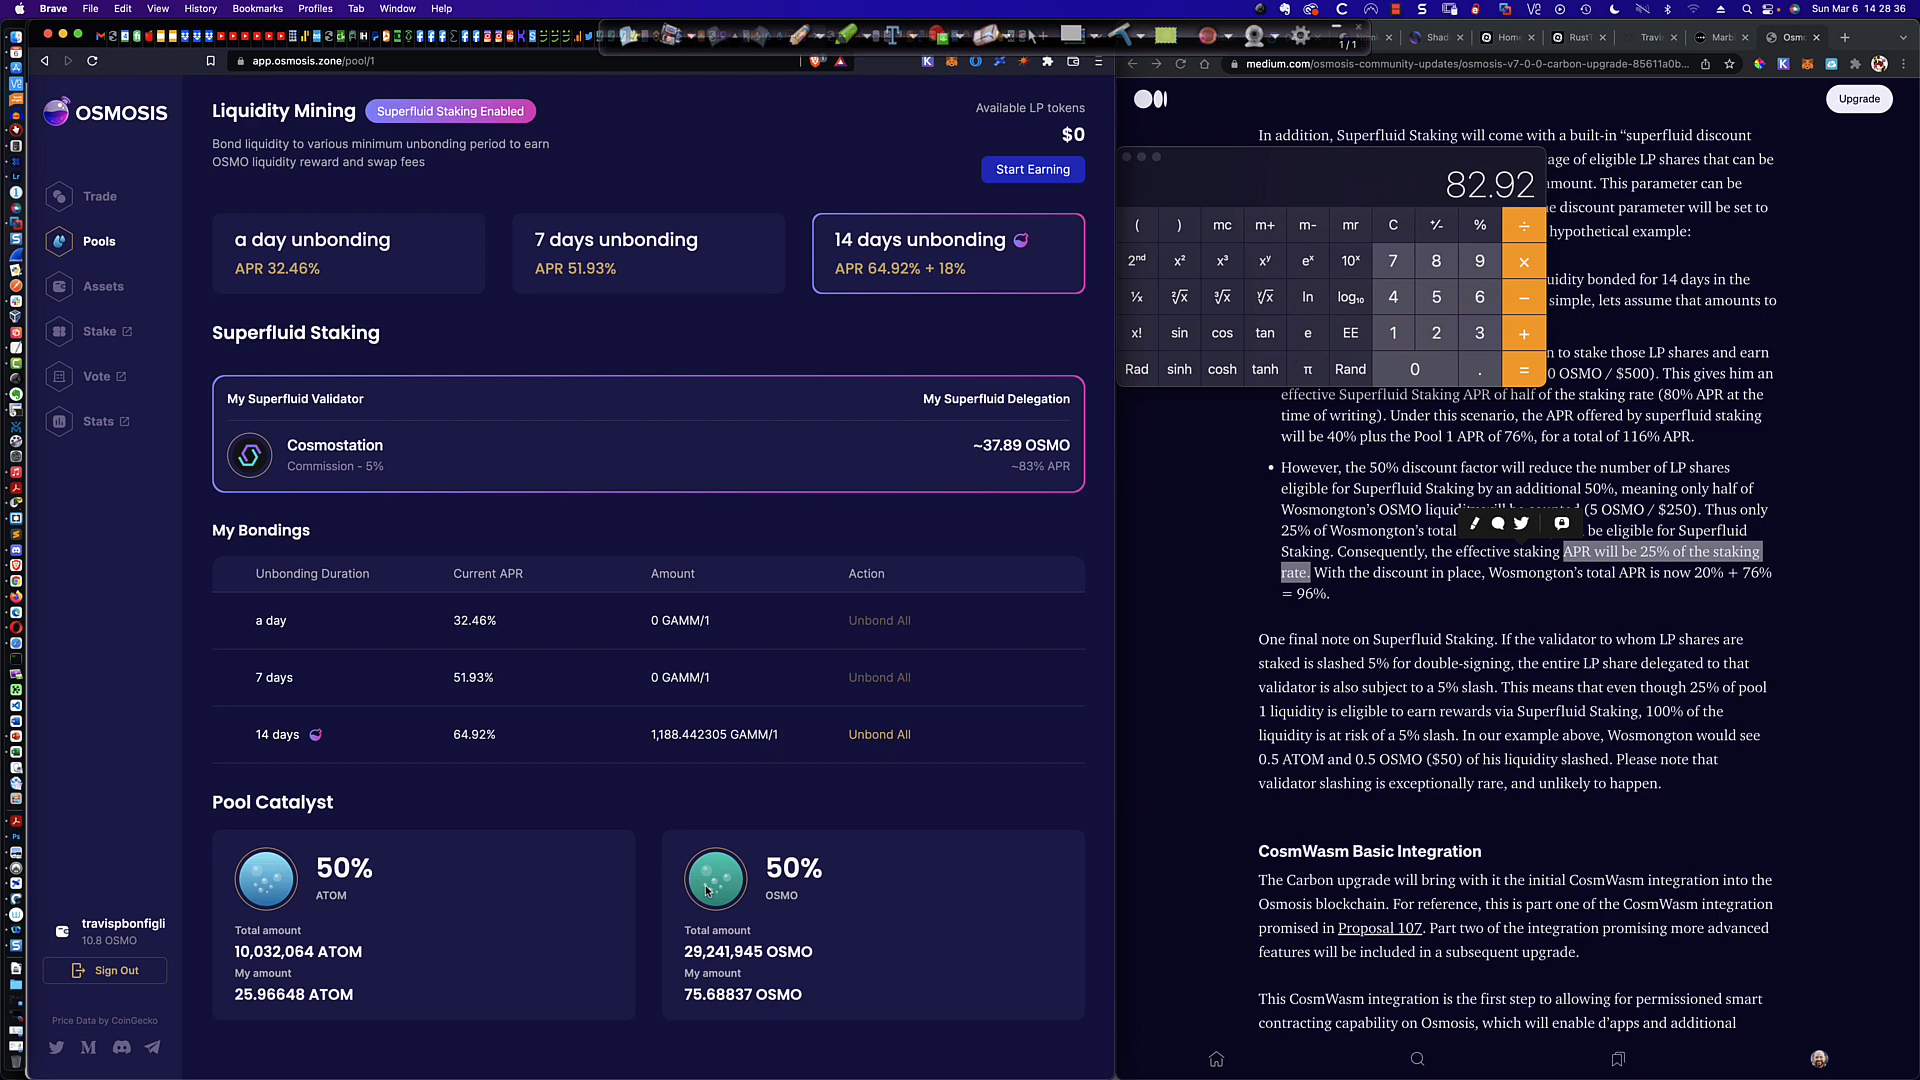 Brave File Edit View History Bookmarks Profiles Tab Window Help
Sun Mar 6 14 28 36
1/1
Shad
Home
RustT
Travis
Marbl
Osmo
app.osmosis.zone/pool/1
medium.com/osmosis-community-updates/osmosis-v7-0-0-carbon-upgrade-85611a0b...
OSMOSIS
Trade
Pools
Assets
Stake
Vote
Stats
travispbonfigli
10.8 OSMO
Sign Out
Price Data by CoinGecko
Liquidity Mining
Superfluid Staking Enabled
Bond liquidity to various minimum unbonding period to earn
OSMO liquidity reward and swap fees
Available LP tokens
$0
Start Earning
a day unbonding
APR 32.46%
7 days unbonding
APR 51.93%
14 days unbonding
APR 64.92% + 18%
Superfluid Staking
My Superfluid Validator
My Superfluid Delegation
Cosmostation
Commission - 5%
~37.89 OSMO
~83% APR
My Bondings
Unbonding Duration Current APR Amount Action
a day 32.46% 0 GAMM/1 Unbond All
7 days 51.93% 0 GAMM/1 Unbond All
14 days 64.92% 1,188.442305 GAMM/1 Unbond All
Pool Catalyst
50%
ATOM
Total amount
10,032,064 ATOM
My amount
25.96648 ATOM
50%
OSMO
Total amount
29,241,945 OSMO
My amount
75.68837 OSMO
Upgrade
In addition, Superfluid Staking will come with a built-in “superfluid discount
age of eligible LP shares that can be
amount. This parameter can be
e discount parameter will be set to
hypothetical example:
uidity bonded for 14 days in the
simple, lets assume that amounts to
n to stake those LP shares and earn
0 OSMO / $500). This gives him an
effective Superfluid Staking APR of half of the staking rate (80% APR at the
time of writing). Under this scenario, the APR offered by superfluid staking
will be 40% plus the Pool 1 APR of 76%, for a total of 116% APR.
• However, the 50% discount factor will reduce the number of LP shares
eligible for Superfluid Staking by an additional 50%, meaning only half of
Wosmongton’s OSMO liquidity will be counted (5 OSMO / $250). Thus only
25% of Wosmongton’s total be eligible for Superfluid
Staking. Consequently, the effective staking APR will be 25% of the staking
rate. With the discount in place, Wosmongton’s total APR is now 20% + 76%
= 96%.
One final note on Superfluid Staking. If the validator to whom LP shares are
staked is slashed 5% for double-signing, the entire LP share delegated to that
validator is also subject to a 5% slash. This means that even though 25% of pool
1 liquidity is eligible to earn rewards via Superfluid Staking, 100% of the
liquidity is at risk of a 5% slash. In our example above, Wosmongton would see
0.5 ATOM and 0.5 OSMO ($50) of his liquidity slashed. Please note that
validator slashing is exceptionally rare, and unlikely to happen.
CosmWasm Basic Integration
The Carbon upgrade will bring with it the initial CosmWasm integration into the
Osmosis blockchain. For reference, this is part one of the CosmWasm integration
promised in Proposal 107. Part two of the integration promising more advanced
features will be included in a subsequent upgrade.
This CosmWasm integration is the first step to allowing for permissioned smart
contracting capability on Osmosis, which will enable d’apps and additional
82.92
( ) mc m+ m- mr C ⁺∕₋ % ÷
2ⁿᵈ x² x³ xʸ eˣ 10ˣ 7 8 9 ×
¹∕ₓ ²√x ³√x ʸ√x ln log₁₀ 4 5 6 −
x! sin cos tan e EE 1 2 3 +
Rad sinh cosh tanh π Rand 0 . =